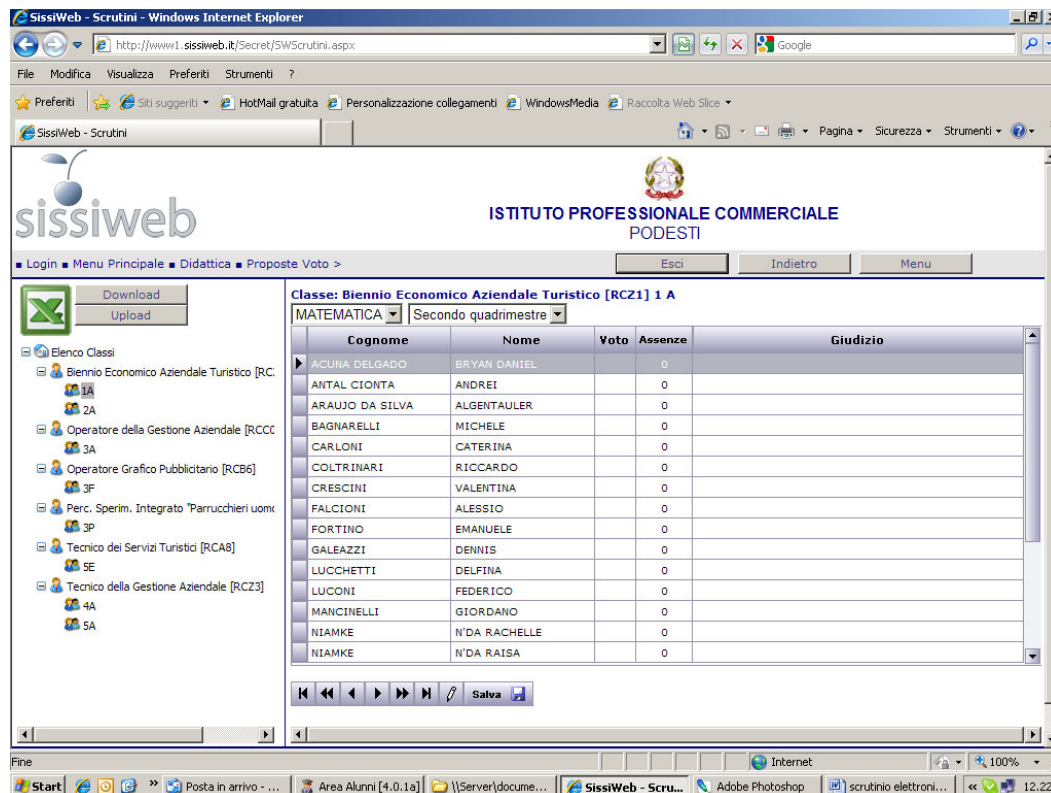 SissiWeb - Scrutini - Windows Internet Explorer
http://www1.sissiweb.it/Secret/SWScrutini.aspx
Google
File Modifica Visualizza Preferiti Strumenti ?
Preferiti Siti suggeriti HotMail gratuita Personalizzazione collegamenti WindowsMedia Raccolta Web Slice
SissiWeb - Scrutini
Pagina Sicurezza Strumenti
sissiweb
ISTITUTO PROFESSIONALE COMMERCIALE
PODESTI
Login Menu Principale Didattica Proposte Voto >
Esci Indietro Menu
Download
Upload
Elenco Classi
Biennio Economico Aziendale Turistico [RC
1A
2A
Operatore della Gestione Aziendale [RCC
3A
Operatore Grafico Pubblicitario [RCB6]
3F
Perc. Sperim. Integrato "Parrucchieri uom
3P
Tecnico dei Servizi Turistici [RCA8]
5E
Tecnico della Gestione Aziendale [RCZ3]
4A
5A
Classe: Biennio Economico Aziendale Turistico [RCZ1] 1 A
MATEMATICA Secondo quadrimestre
Cognome Nome Voto Assenze Giudizio
ACUNA DELGADO BRYAN DANIEL 0
ANTAL CIONTA ANDREI 0
ARAUJO DA SILVA ALGENTAULER 0
BAGNARELLI MICHELE 0
CARLONI CATERINA 0
COLTRINARI RICCARDO 0
CRESCINI VALENTINA 0
FALCIONI ALESSIO 0
FORTINO EMANUELE 0
GALEAZZI DENNIS 0
LUCCHETTI DELFINA 0
LUCONI FEDERICO 0
MANCINELLI GIORDANO 0
NIAMKE N'DA RACHELLE 0
NIAMKE N'DA RAISA 0
Salva
Fine Internet 100%
Start Posta in arrivo - ... Area Alunni [4.0.1a] \\Server\docume... SissiWeb - Scru... Adobe Photoshop scrutinio elettroni... 12.22